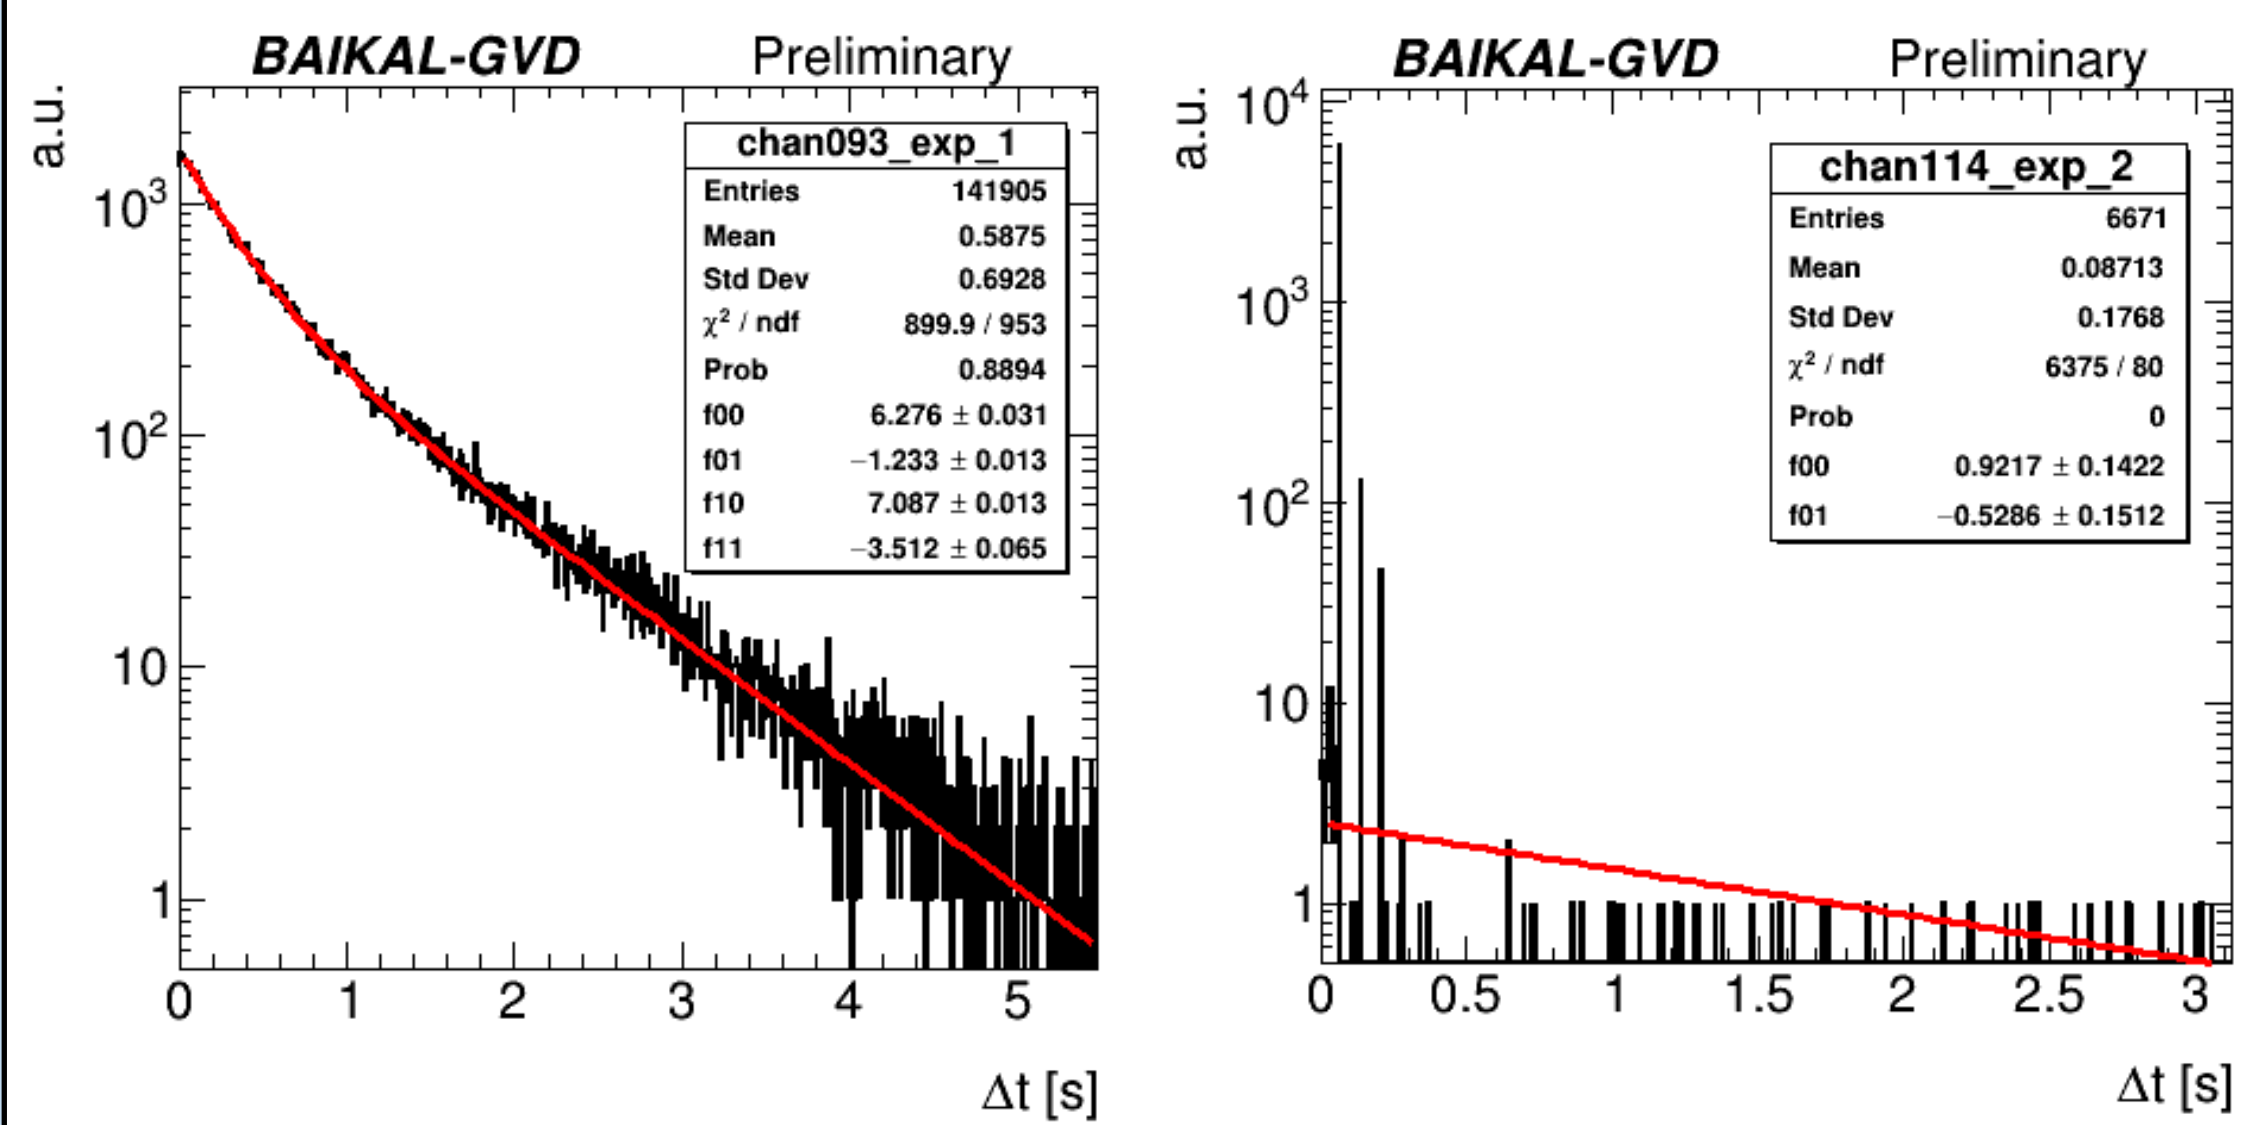 BAIKAL-GVD Preliminary
a.u.
chan093_exp_1
Entries 141905
Mean 0.5875
Std Dev 0.6928
χ² / ndf 899.9 / 953
Prob 0.8894
f00 6.276 ± 0.031
f01 −1.233 ± 0.013
f10 7.087 ± 0.013
f11 −3.512 ± 0.065
10³
10²
10
1
0 1 2 3 4 5
Δt [s]
BAIKAL-GVD Preliminary
a.u.
chan114_exp_2
Entries 6671
Mean 0.08713
Std Dev 0.1768
χ² / ndf 6375 / 80
Prob 0
f00 0.9217 ± 0.1422
f01 −0.5286 ± 0.1512
10⁴
10³
10²
10
1
0 0.5 1 1.5 2 2.5 3
Δt [s]